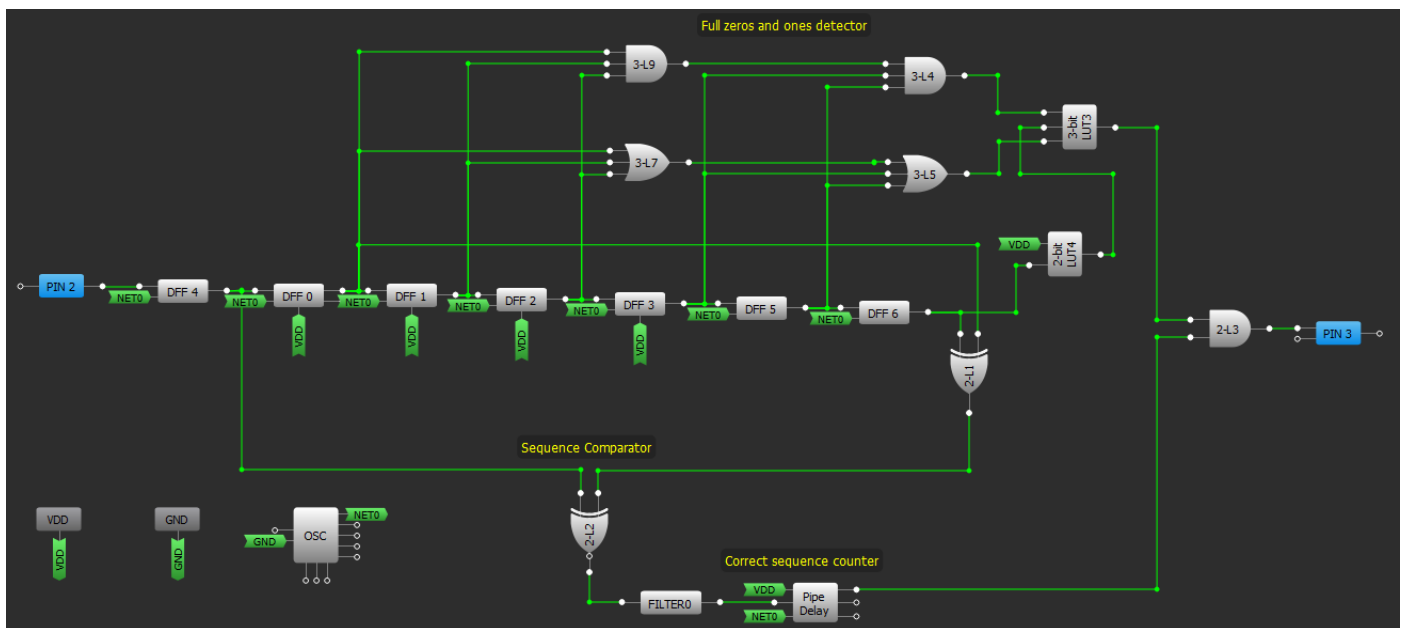 Full zeros and ones detector
3-L9
3-L4
3-bit
LUT3
3-L7
3-L5
VDD
2-bit
LUT4
PIN 2
NET0
DFF 4
NET0
DFF 0
NET0
DFF 1
NET0
DFF 2
NET0
DFF 3
NET0
DFF 5
NET0
DFF 6
VDD
VDD
VDD
VDD
2-L3
PIN 3
2-L1
Sequence Comparator
VDD
VDD
GND
GND
GND
OSC
NET0
2-L2
Correct sequence counter
FILTER0
VDD
NET0
Pipe
Delay